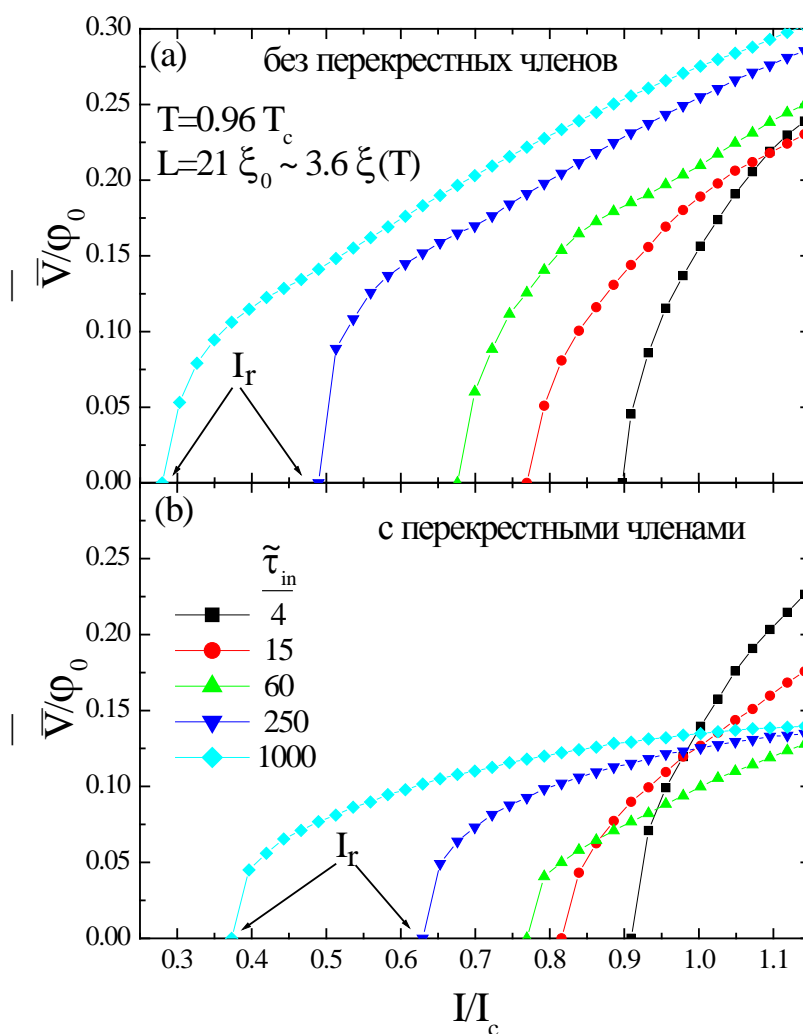 (a) без перекрестных членов
T=0.96 T_c
L=21 ξ_0 ~ 3.6 ξ(T)
0.30
0.25
0.20
0.15
0.10
0.05
0.00
V̅/φ_0
I_r
(b) с перекрестными членами
τ̃_in
4
15
60
250
1000
0.25
0.20
0.15
0.10
0.05
0.00
V̅/φ_0
I_r
0.3 0.4 0.5 0.6 0.7 0.8 0.9 1.0 1.1
I/I_c